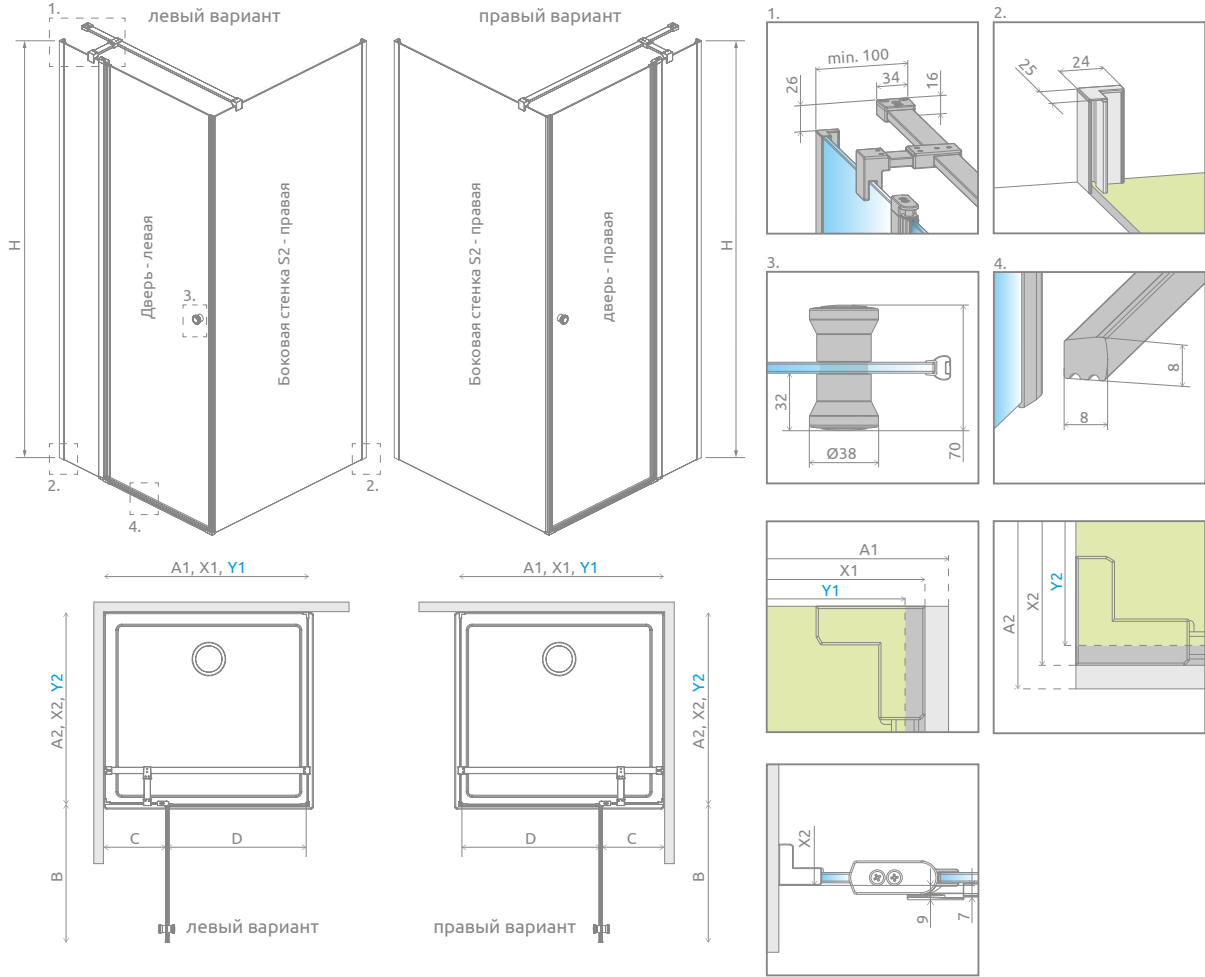 1.
левый вариант
правый вариант
H
Дверь - левая
Боковая стенка S2 - правая
3.
2.
4.
2.
Боковая стенка S2 - правая
дверь - правая
H
1.
min. 100
34
16
26
2.
24
25
3.
32
Ø38
70
4.
8
8
A1, X1, Y1
A2, X2, Y2
C
D
B
левый вариант
A1, X1, Y1
A2, X2, Y2
D
C
B
правый вариант
A1
X1
Y1
A2
X2
Y2
X2
9
7